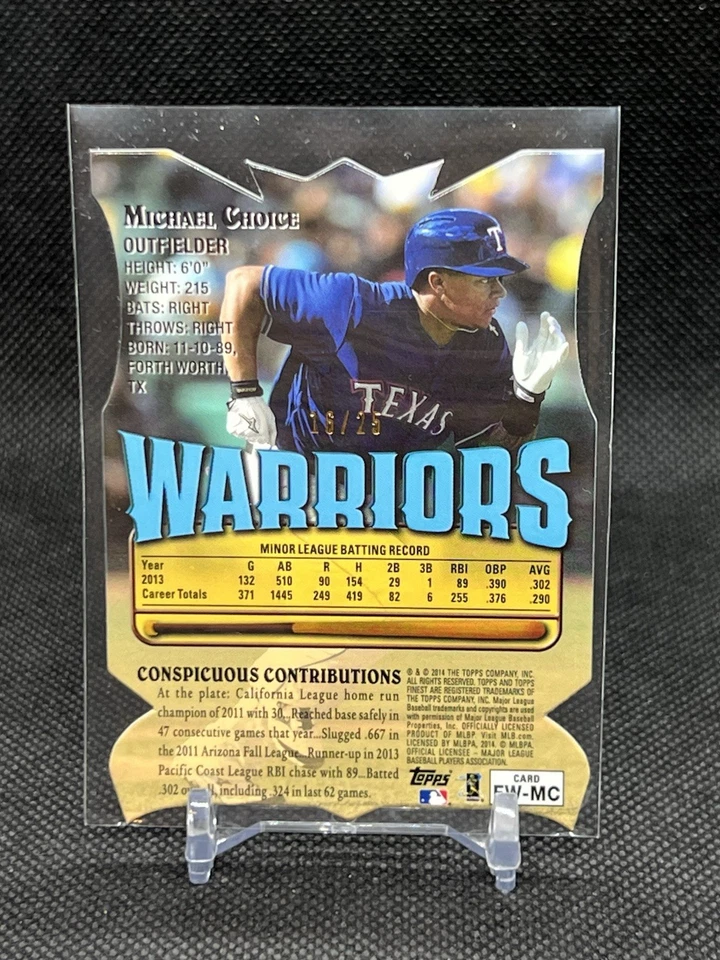 MICHAEL CHOICE
OUTFIELDER
HEIGHT: 6'0"
WEIGHT: 215
BATS: RIGHT
THROWS: RIGHT
BORN: 11-10-89,
FORTH WORTH,
TX
T
TEXAS
16/25
WARRIORS
MINOR LEAGUE BATTING RECORD
Year G AB R H 2B 3B RBI OBP AVG
2013 132 510 90 154 29 1 89 .390 .302
Career Totals 371 1445 249 419 82 6 255 .376 .290
CONSPICUOUS CONTRIBUTIONS
At the plate: California League home run
champion of 2011 with 30...Reached base safely in
47 consecutive games that year...Slugged .667 in
the 2011 Arizona Fall League...Runner-up in 2013
Pacific Coast League RBI chase with 89...Batted
.302 overall, including .324 in last 62 games.
® & © 2014 THE TOPPS COMPANY, INC.
ALL RIGHTS RESERVED. TOPPS AND TOPPS
FINEST ARE REGISTERED TRADEMARKS OF
THE TOPPS COMPANY, INC. Major League
Baseball trademarks and copyrights are used
with permission of Major League Baseball
Properties, Inc. OFFICIALLY LICENSED
PRODUCT OF MLBP. Visit MLB.com.
LICENSED BY MLBPA, 2014. © MLBPA.
OFFICIAL LICENSEE - MAJOR LEAGUE
BASEBALL PLAYERS ASSOCIATION.
Topps
CARD
FW-MC